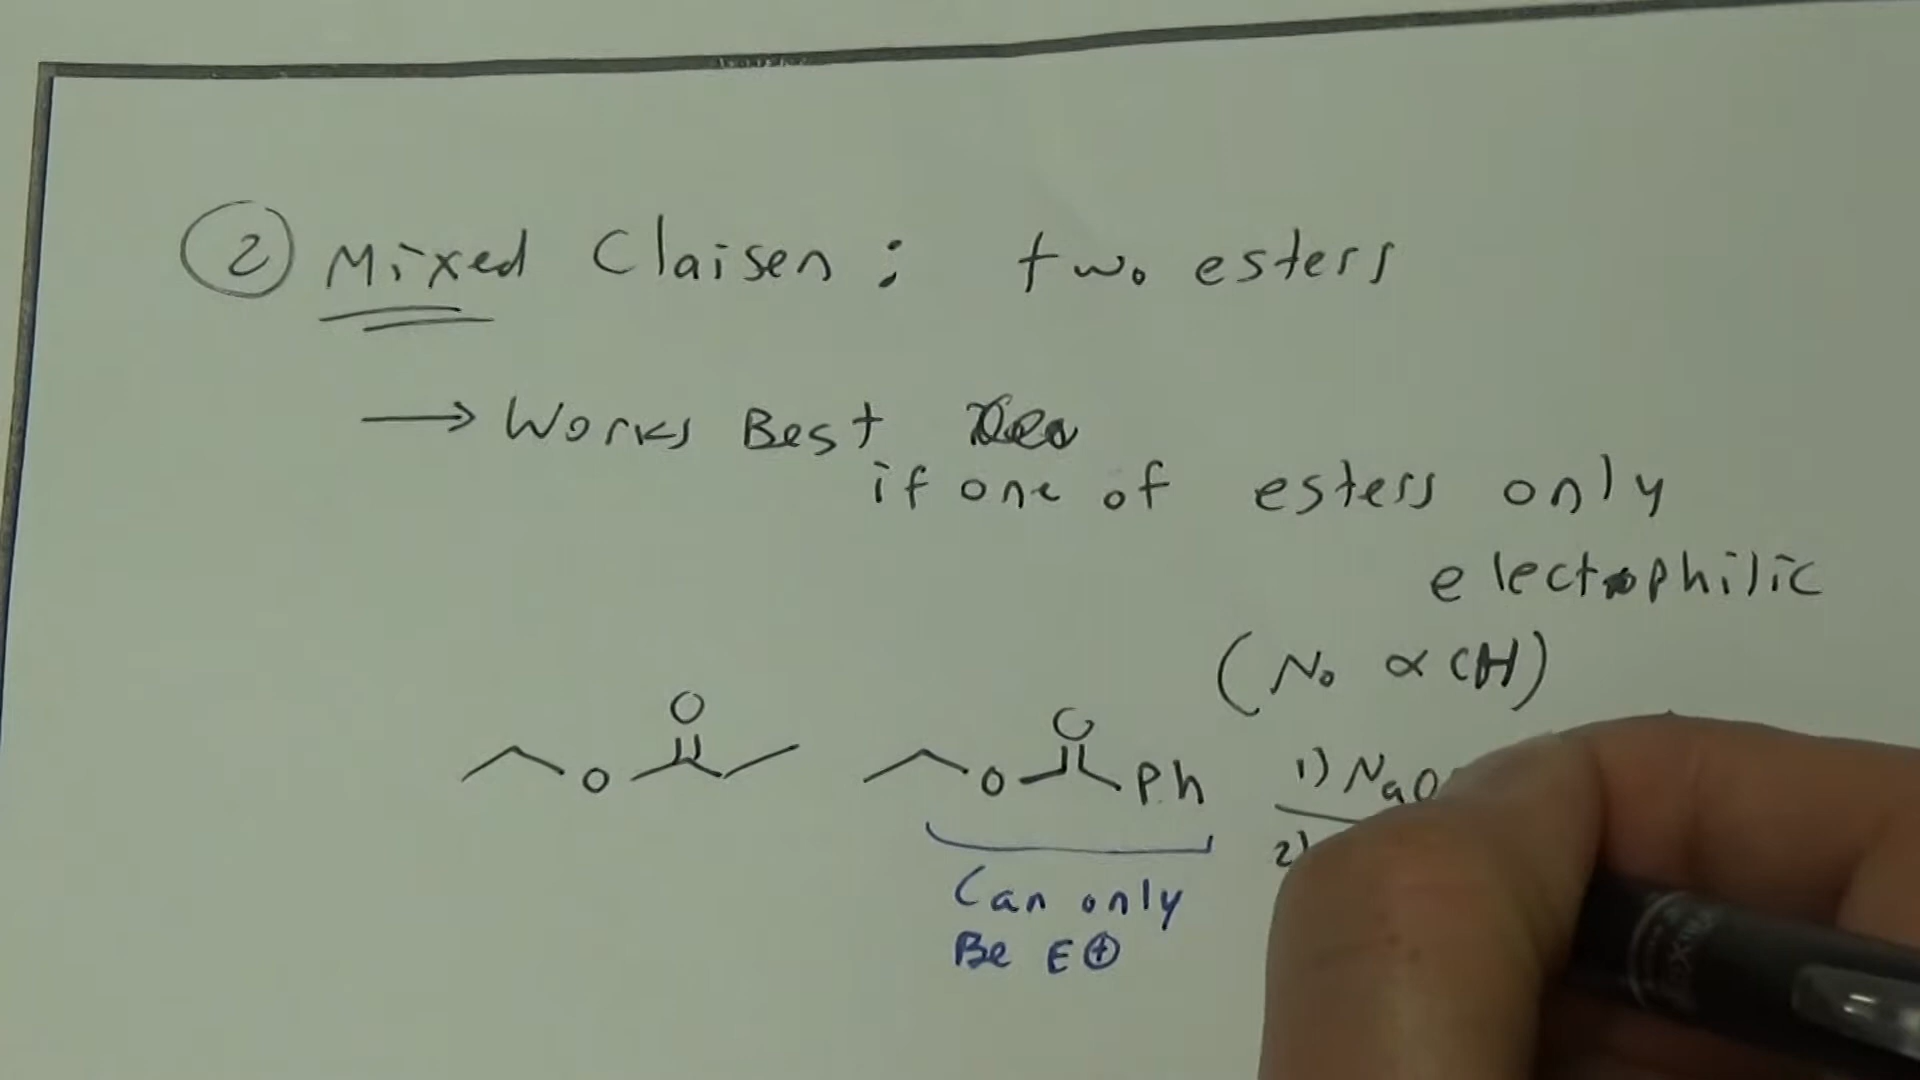 ② Mixed Claisen: two esters
→ Works Best
if one of esters only
electrophilic
(No αCH)
O O
O O Ph 1) NaO
2)
Can only
Be E⊕